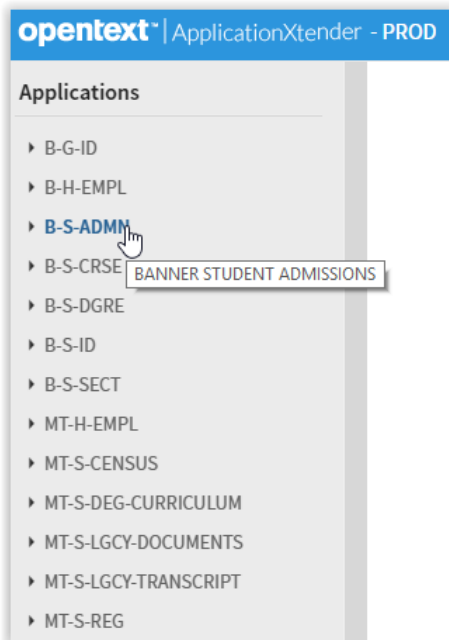 opentext™ | ApplicationXtender - PROD
Applications
B-G-ID
B-H-EMPL
B-S-ADMN
B-S-CRSE
BANNER STUDENT ADMISSIONS
B-S-DGRE
B-S-ID
B-S-SECT
MT-H-EMPL
MT-S-CENSUS
MT-S-DEG-CURRICULUM
MT-S-LGCY-DOCUMENTS
MT-S-LGCY-TRANSCRIPT
MT-S-REG